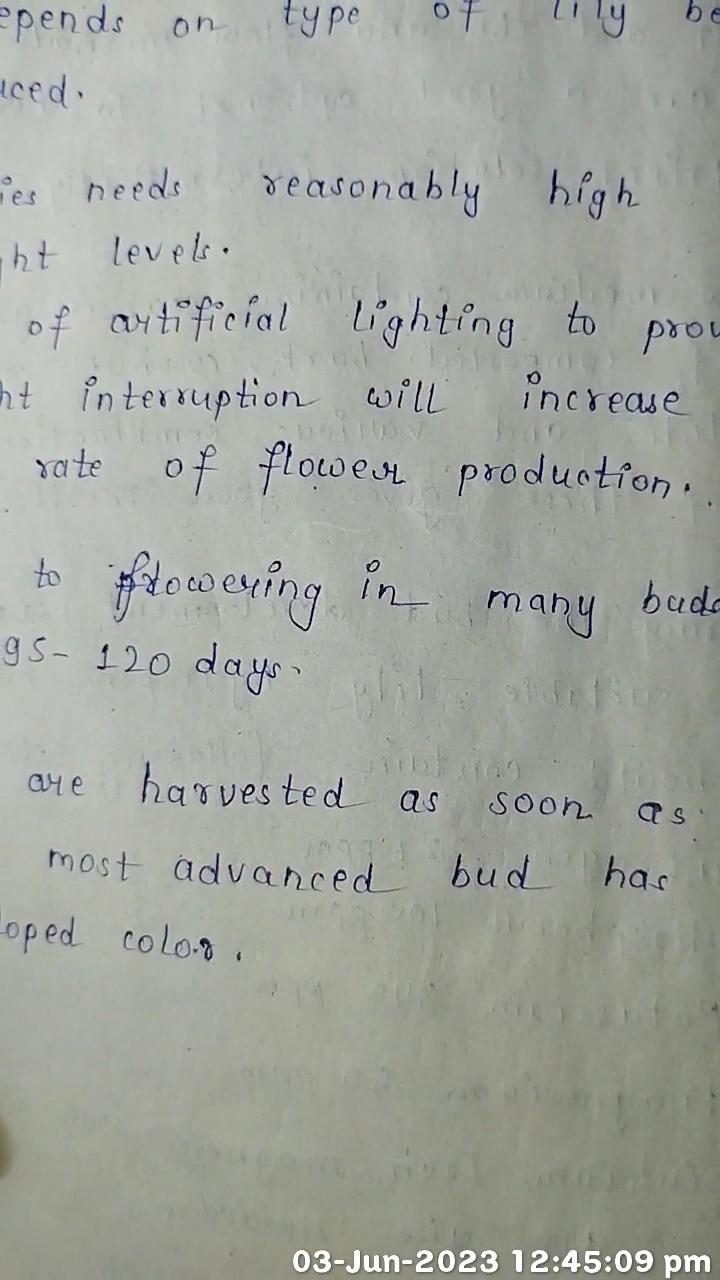 epends on type of lily be
uced.
ies needs reasonably high
ht levels.
of artificial lighting to prov
ht interruption will increase
rate of flower production.
to flowering in many buds
95- 120 days.
are harvested as soon as
most advanced bud has
loped color.
03-Jun-2023 12:45:09 pm